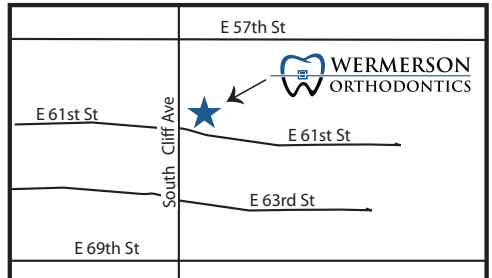 E 57th St
WERMERSON
ORTHODONTICS
E 61st St
South Cliff Ave
E 61st St
E 63rd St
E 69th St